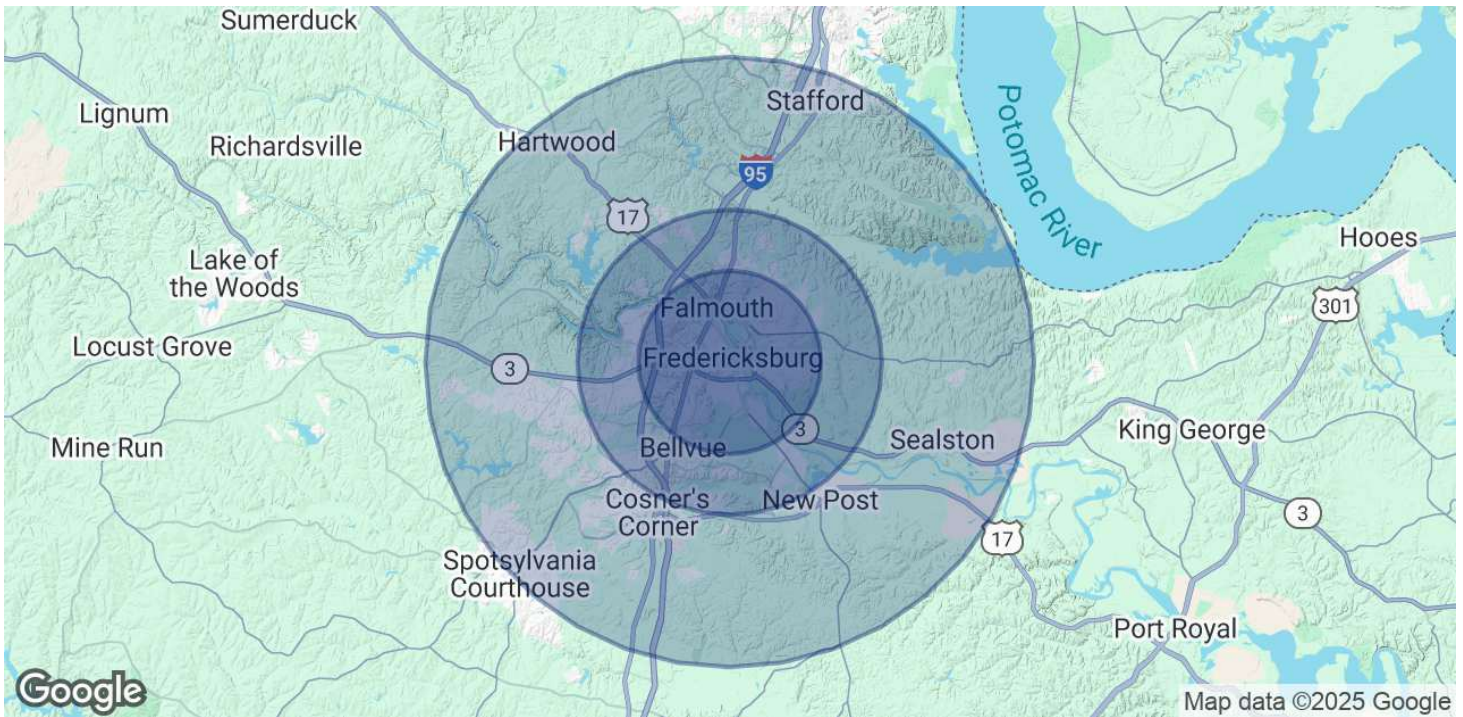 Sumerduck
Stafford
Lignum
Hartwood
Richardsville
95
17
Potomac River
Hooes
Lake of
the Woods
301
Falmouth
Locust Grove
Fredericksburg
3
3
Sealston
King George
Mine Run
Bellvue
Cosner's
Corner
New Post
3
17
Spotsylvania
Courthouse
Port Royal
Google
Map data ©2025 Google